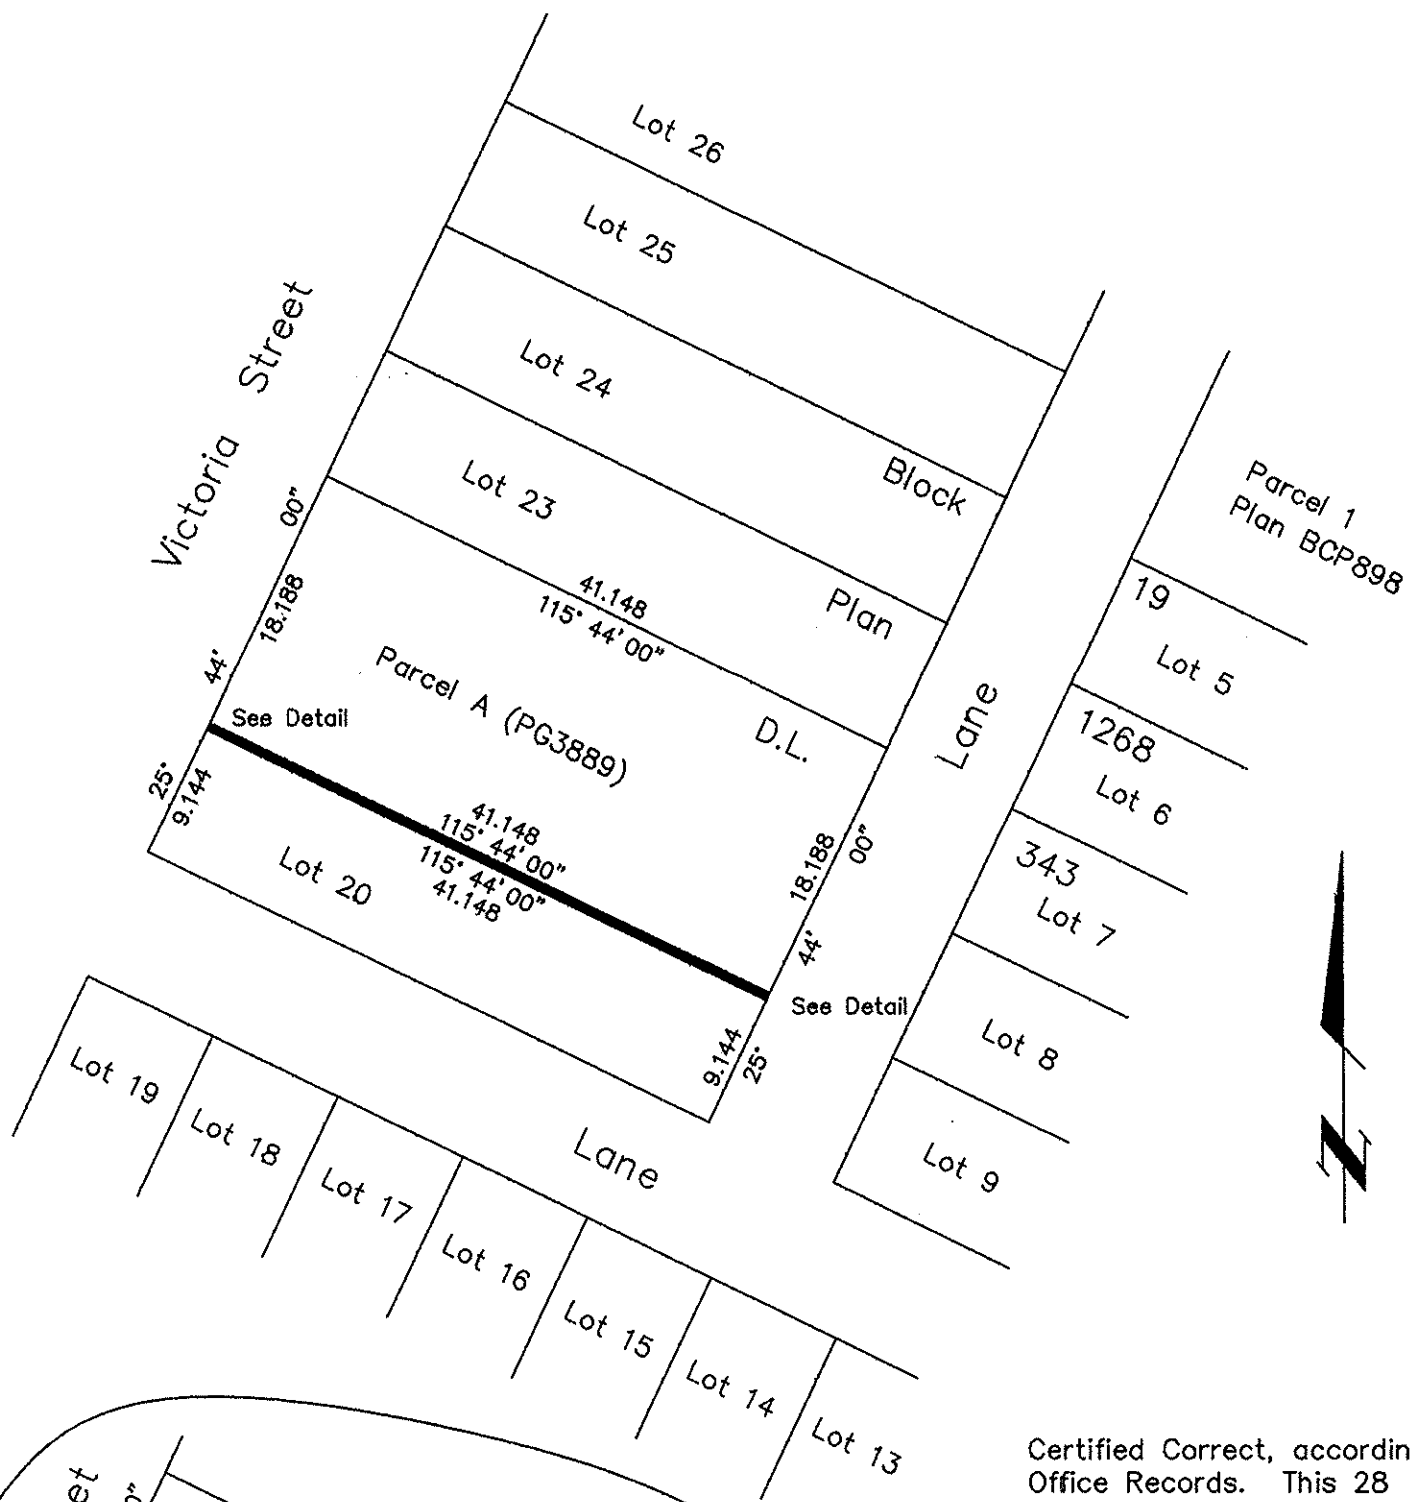 Lot 26
Lot 25
Lot 24
Lot 23
Victoria Street
Block 19
Plan 1268
D.L. 343
Parcel 1
Plan BCP898
41.148
115° 44' 00"
Parcel A (PG3889)
25° 44' 00"
18.188
9.144
See Detail
41.148
115° 44' 00"
115° 44' 00"
41.148
Lot 20
18.188
9.144
25° 44' 00"
See Detail
Lane
Lot 5
Lot 6
Lot 7
Lot 8
Lot 9
N
Lane
Lot 19
Lot 18
Lot 17
Lot 16
Lot 15
Lot 14
Lot 13
et
Certified Correct, accordin
Office Records. This 28